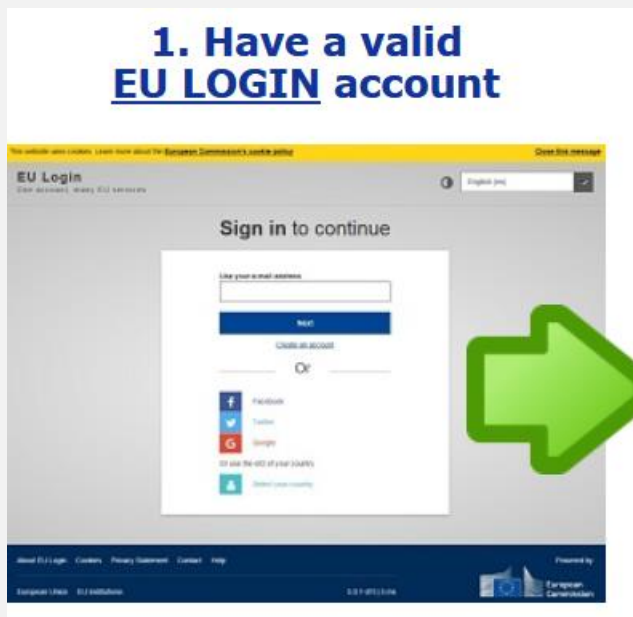 1. Have a valid
EU LOGIN account
This website uses cookies. Learn more about the European Commission's cookie policy
Close this message
EU Login
One account, many EU services
English (en)
Sign in to continue
Use your e-mail address
Next
Create an account
Or
Facebook
Twitter
Google
Or use the eID of your country
Select your country
About EU Login Cookies Privacy Statement Contact Help
Powered by
European Union EU institutions
European
Commission